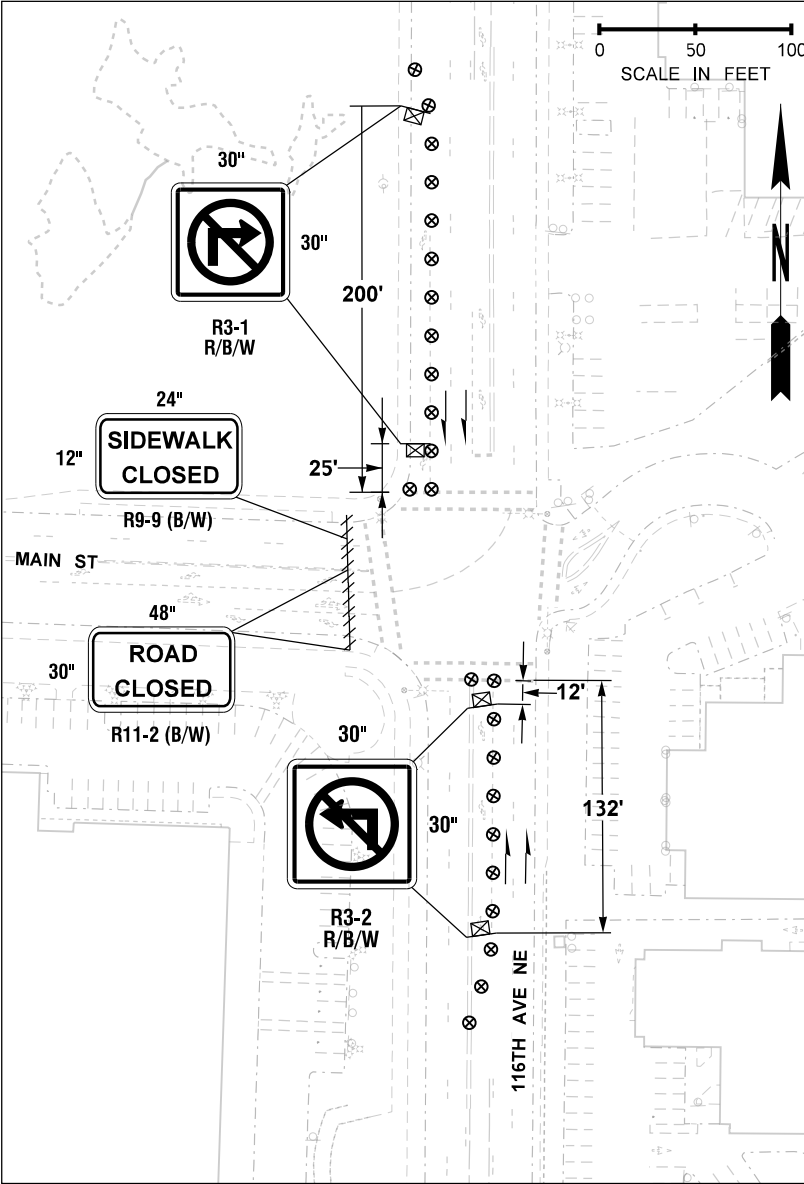 0 50 100
SCALE IN FEET
N
30"
30"
R3-1
R/B/W
200'
25'
24"
12"
SIDEWALK
CLOSED
R9-9 (B/W)
MAIN ST
48"
30"
ROAD
CLOSED
R11-2 (B/W)
12'
132'
30"
30"
R3-2
R/B/W
116TH AVE NE